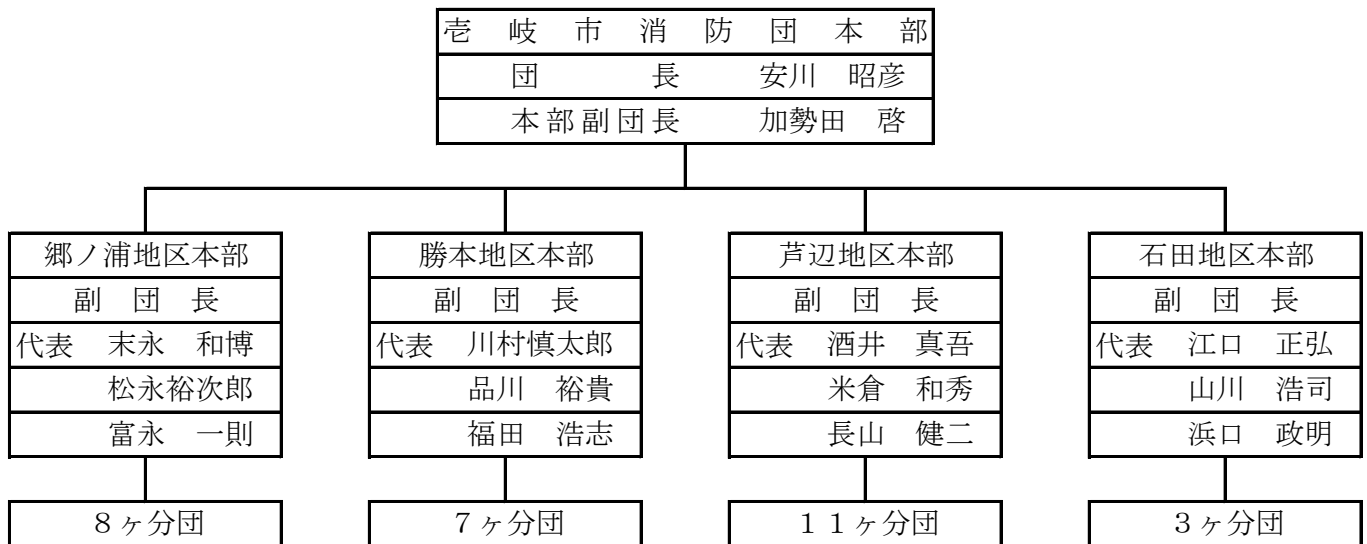 壱岐市消防団本部
団長 安川 昭彦
本部副団長 加勢田 啓
郷ノ浦地区本部
副団長
代表 末永 和博
松永裕次郎
富永 一則
8ヶ分団
勝本地区本部
副団長
代表 川村慎太郎
品川 裕貴
福田 浩志
7ヶ分団
芦辺地区本部
副団長
代表 酒井 真吾
米倉 和秀
長山 健二
11ヶ分団
石田地区本部
副団長
代表 江口 正弘
山川 浩司
浜口 政明
3ヶ分団